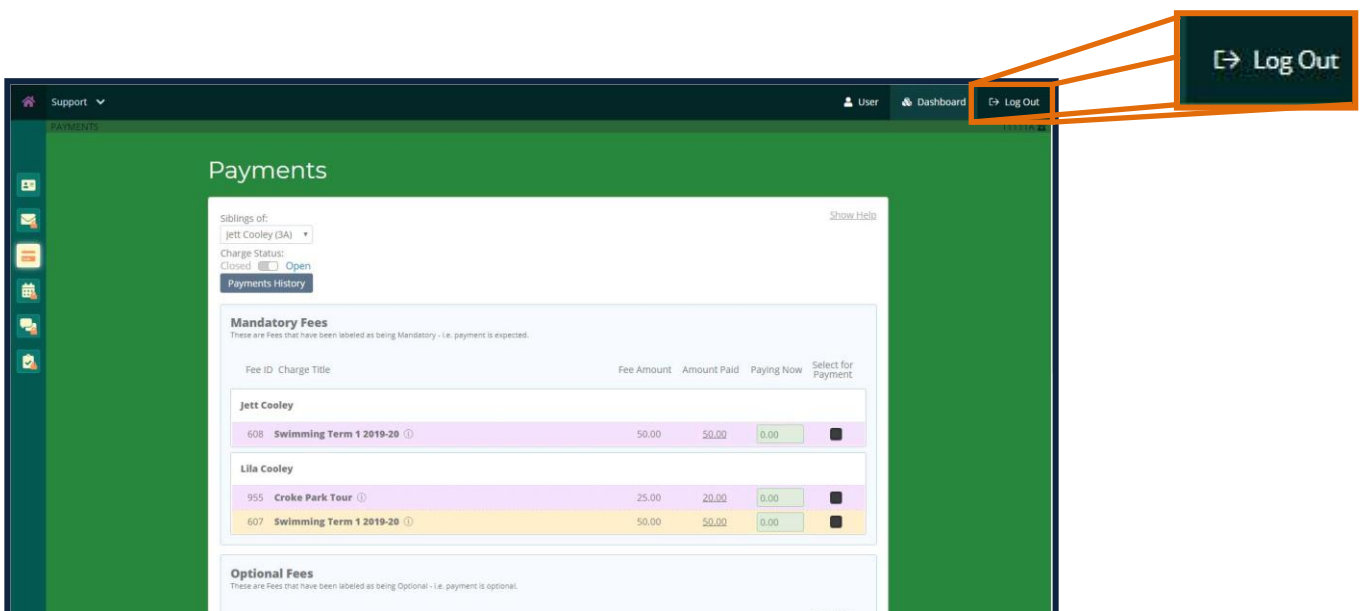 Log Out
Support
User
Dashboard
Log Out
PAYMENTS
Payments
Siblings of:
Show Help
Jett Cooley (3A)
Charge Status:
Closed Open
Payments History
Mandatory Fees
These are Fees that have been labeled as being Mandatory - i.e. payment is expected.
Fee ID Charge Title Fee Amount Amount Paid Paying Now Select for
Payment
Jett Cooley
608 Swimming Term 1 2019-20 50.00 50.00 0.00
Lila Cooley
955 Croke Park Tour 25.00 20.00 0.00
607 Swimming Term 1 2019-20 50.00 50.00 0.00
Optional Fees
These are Fees that have been labeled as being Optional - i.e. payment is optional.